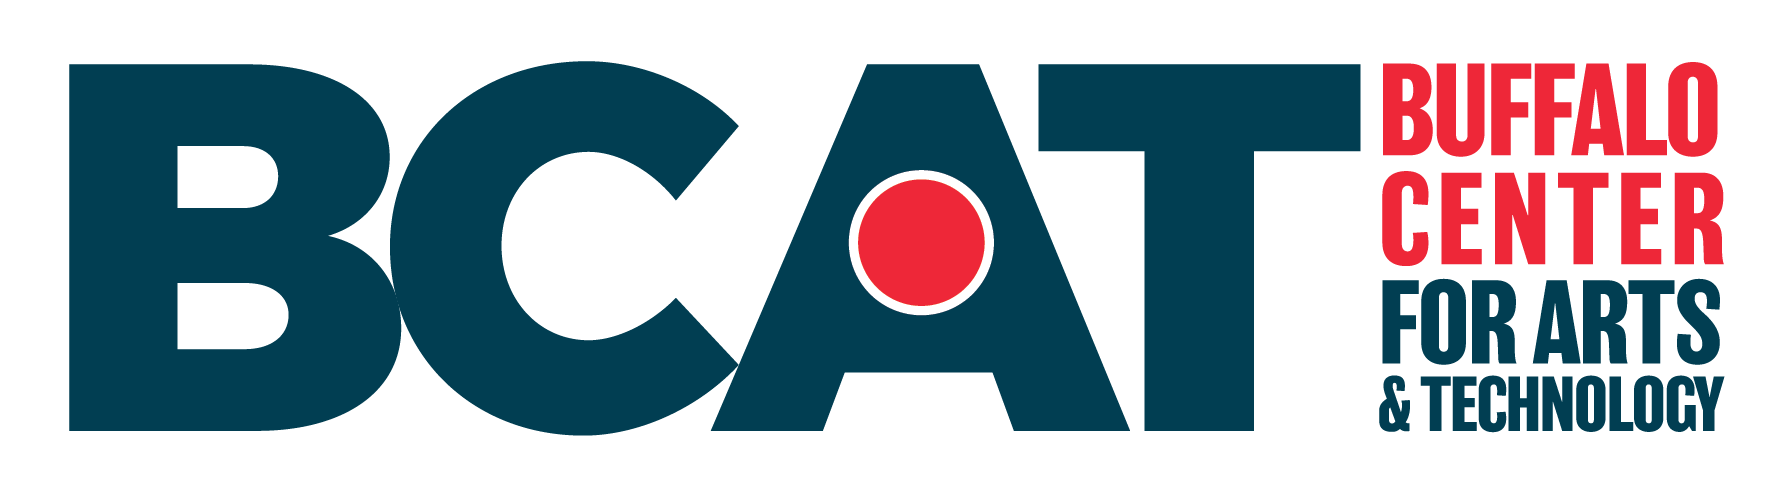 BCAT
BUFFALO
CENTER
FOR ARTS
& TECHNOLOGY